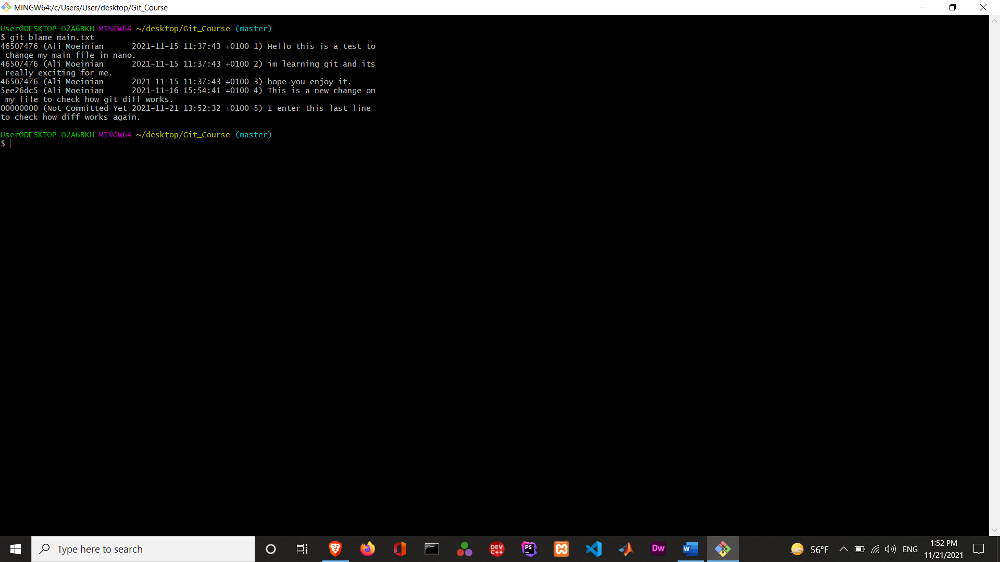 MINGW64:/c/Users/User/desktop/Git_Course
User@DESKTOP-O2A6BKH MINGW64 ~/desktop/Git_Course (master)
$ git blame main.txt
46507476 (Ali Moeinian      2021-11-15 11:37:43 +0100 1) Hello this is a test to
 change my main file in nano.
46507476 (Ali Moeinian      2021-11-15 11:37:43 +0100 2) im learning git and its
 really exciting for me.
46507476 (Ali Moeinian      2021-11-15 11:37:43 +0100 3) hope you enjoy it.
5ee26dc5 (Ali Moeinian      2021-11-16 15:54:41 +0100 4) This is a new change on
 my file to check how git diff works.
00000000 (Not Committed Yet 2021-11-21 13:52:32 +0100 5) I enter this last line
to check how diff works again.
User@DESKTOP-O2A6BKH MINGW64 ~/desktop/Git_Course (master)
$
Type here to search
DEV
C++
PS
Dw
W
56°F
ENG
1:52 PM
11/21/2021